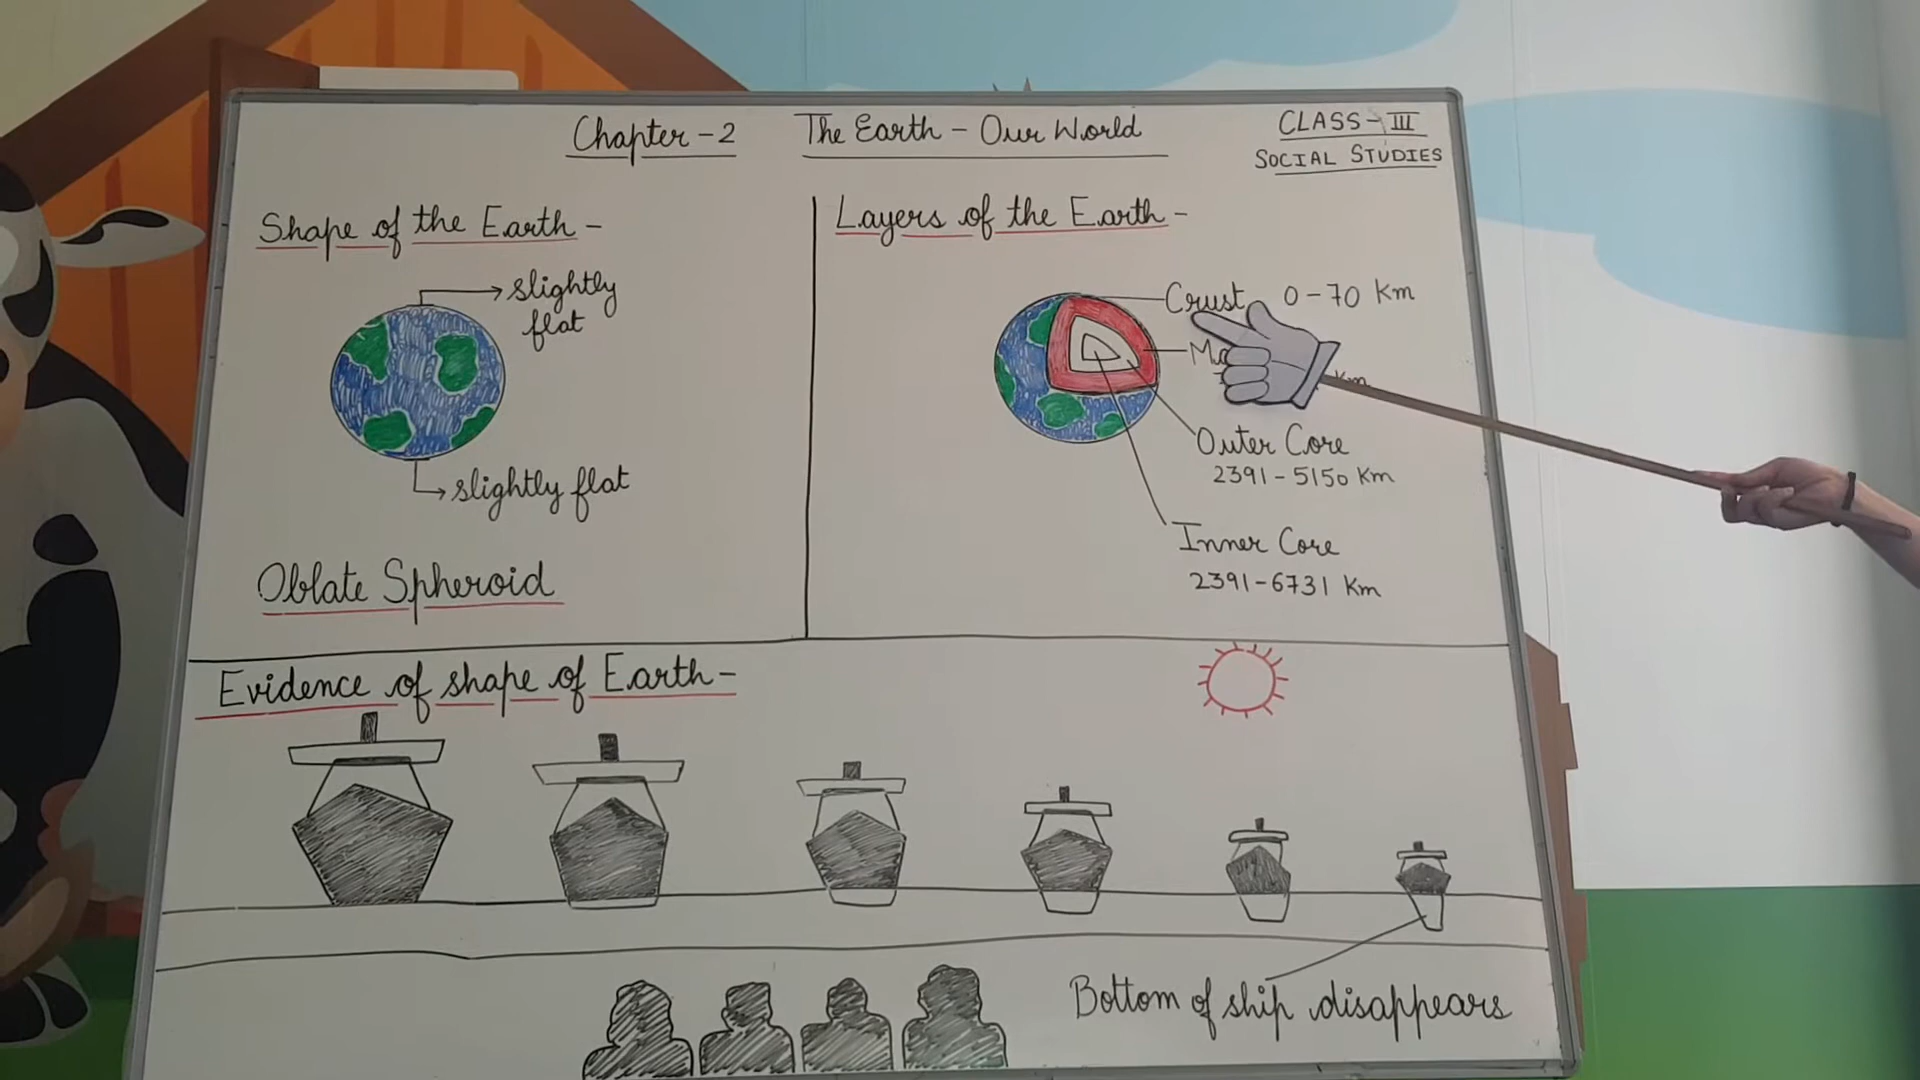 Chapter - 2 The Earth - Our World
CLASS - III
SOCIAL STUDIES
Shape of the Earth -
slightly
flat
slightly flat
Oblate Spheroid
Layers of the Earth -
Crust 0 - 70 Km
Km
Outer Core
2391 - 5150 Km
Inner Core
2391 - 6731 Km
Evidence of shape of Earth -
Bottom of ship disappears